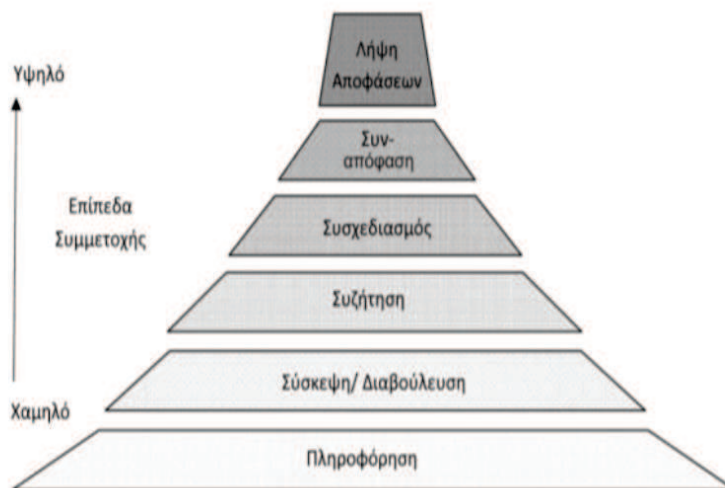 Λήψη
Αποφάσεων
Υψηλό
Συν-
απόφαση
Επίπεδα
Συμμετοχής
Συσχεδιασμός
Συζήτηση
Σύσκεψη/ Διαβούλευση
Χαμηλό
Πληροφόρηση